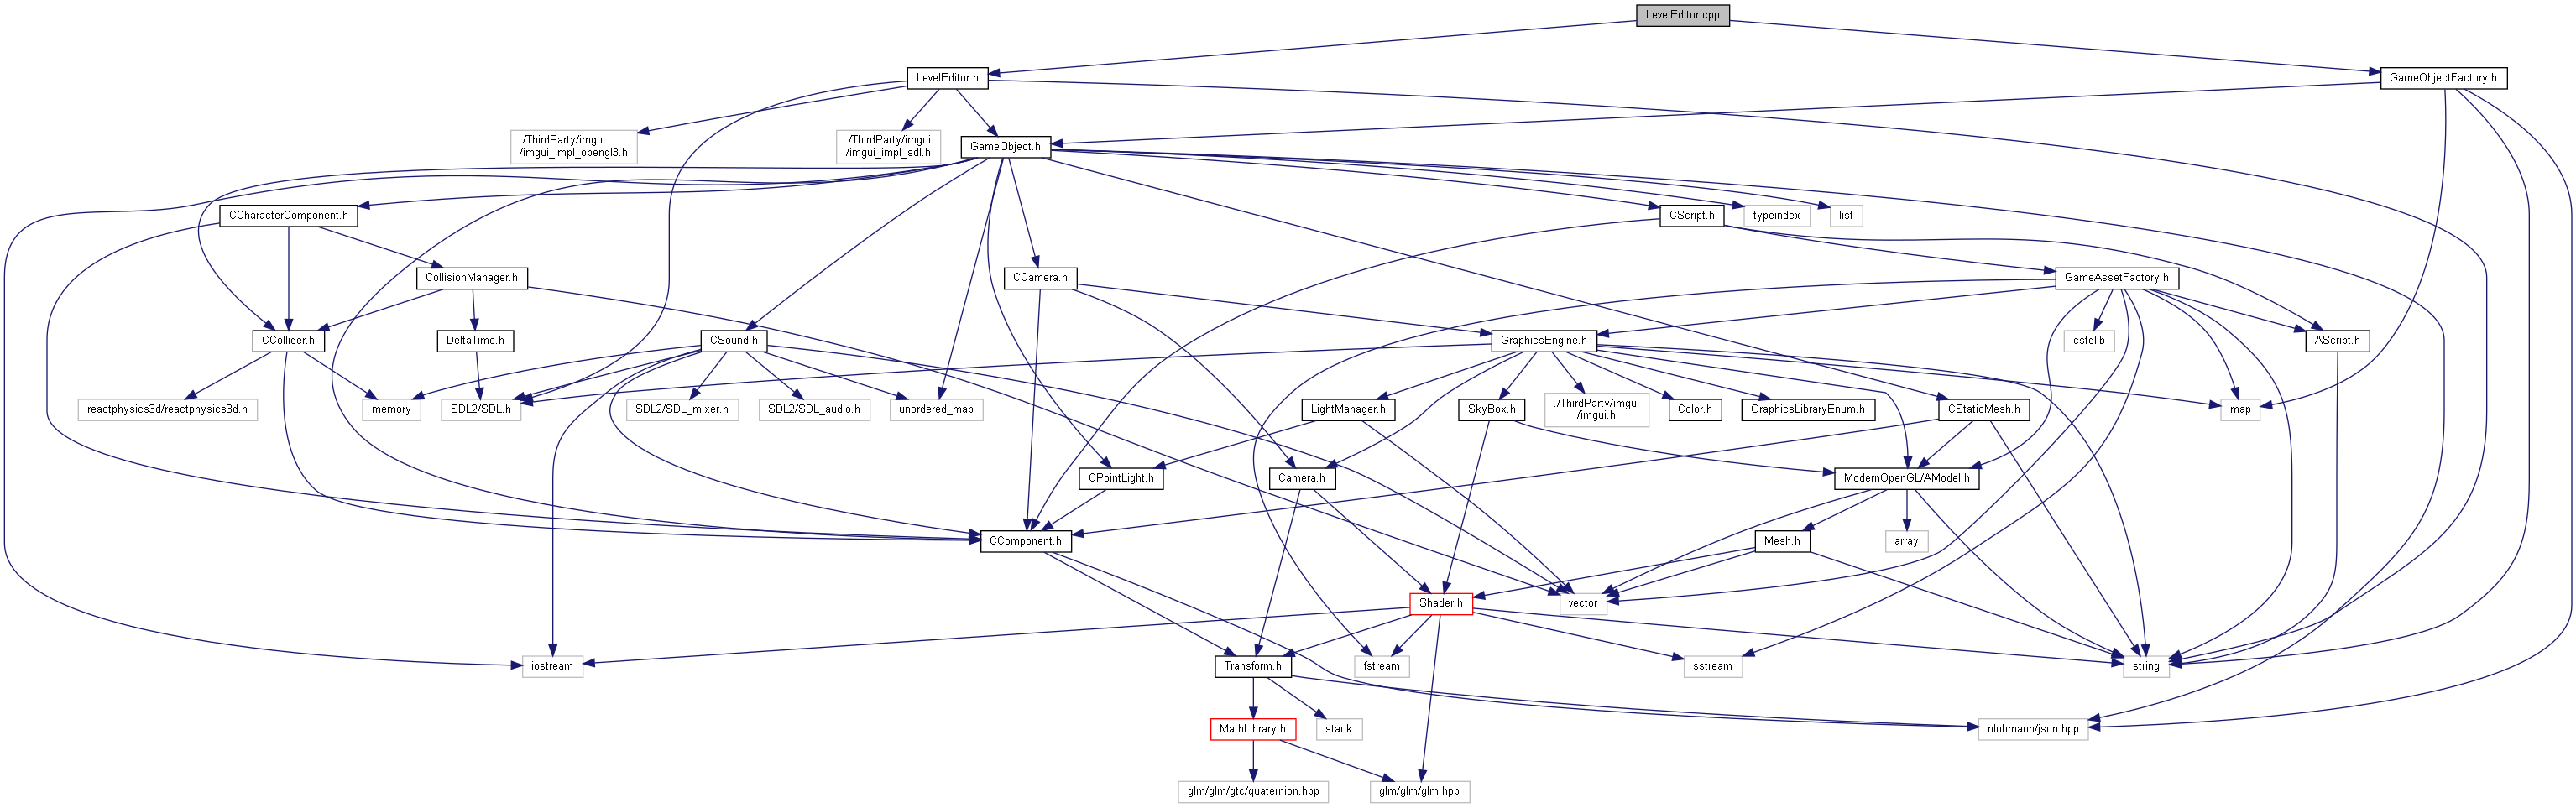 LevelEditor.cpp
LevelEditor.h
GameObjectFactory.h
./ThirdParty/imgui
/imgui_impl_opengl3.h
./ThirdParty/imgui
/imgui_impl_sdl.h
GameObject.h
CCharacterComponent.h
CScript.h
typeindex
list
CollisionManager.h
CCamera.h
GameAssetFactory.h
CCollider.h
DeltaTime.h
CSound.h
GraphicsEngine.h
cstdlib
AScript.h
reactphysics3d/reactphysics3d.h
memory
SDL2/SDL.h
SDL2/SDL_mixer.h
SDL2/SDL_audio.h
unordered_map
LightManager.h
SkyBox.h
./ThirdParty/imgui
/imgui.h
Color.h
GraphicsLibraryEnum.h
CStaticMesh.h
map
CPointLight.h
Camera.h
ModernOpenGL/AModel.h
CComponent.h
Mesh.h
array
Shader.h
vector
iostream
Transform.h
fstream
sstream
string
MathLibrary.h
stack
nlohmann/json.hpp
glm/glm/gtc/quaternion.hpp
glm/glm/glm.hpp